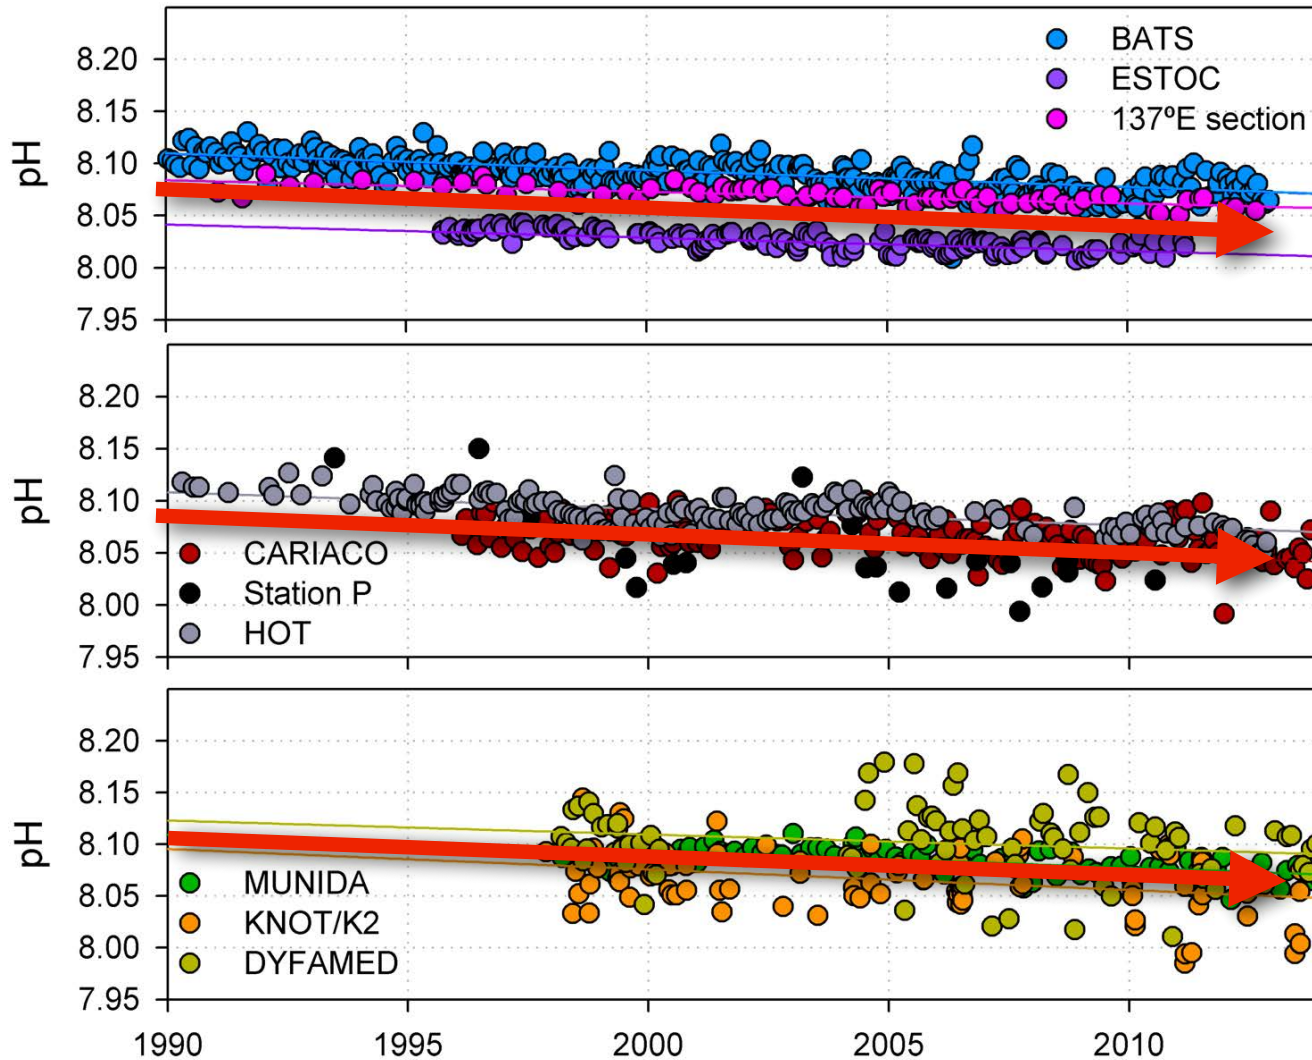 8.20
8.15
8.10
8.05
8.00
7.95
pH
BATS
ESTOC
137ºE section
8.20
8.15
8.10
8.05
8.00
7.95
pH
CARIACO
Station P
HOT
8.20
8.15
8.10
8.05
8.00
7.95
pH
MUNIDA
KNOT/K2
DYFAMED
1990 1995 2000 2005 2010